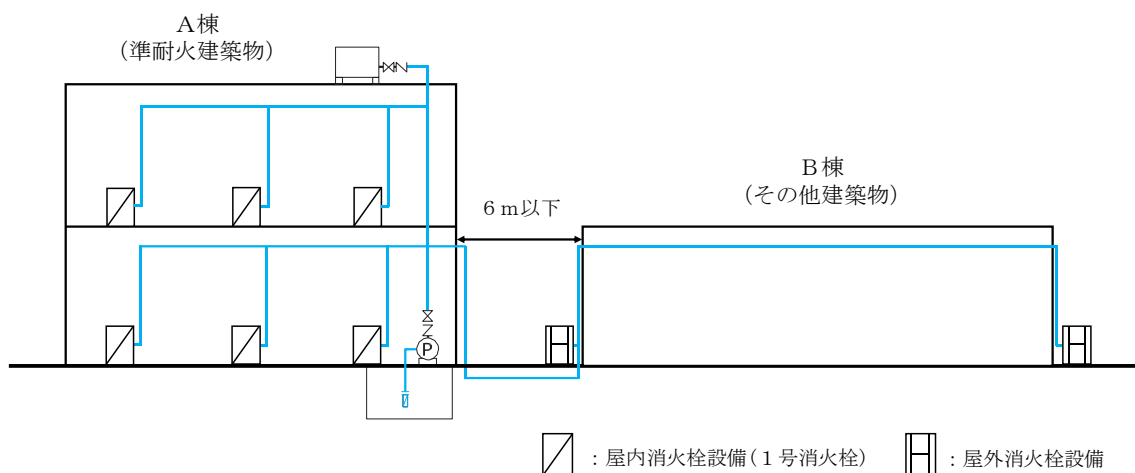 A棟
(準耐火建築物)
B棟
(その他建築物)
6m以下
P
:屋内消火栓設備(1号消火栓)
:屋外消火栓設備